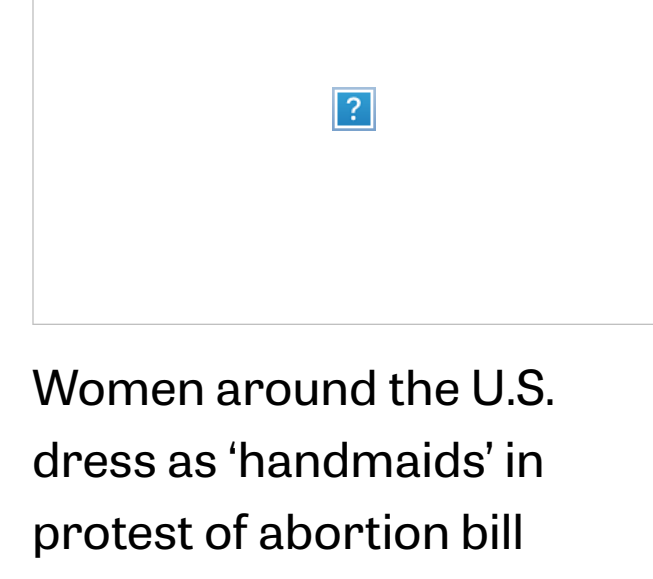 ?
Women around the U.S.
dress as ‘handmaids’ in
protest of abortion bill